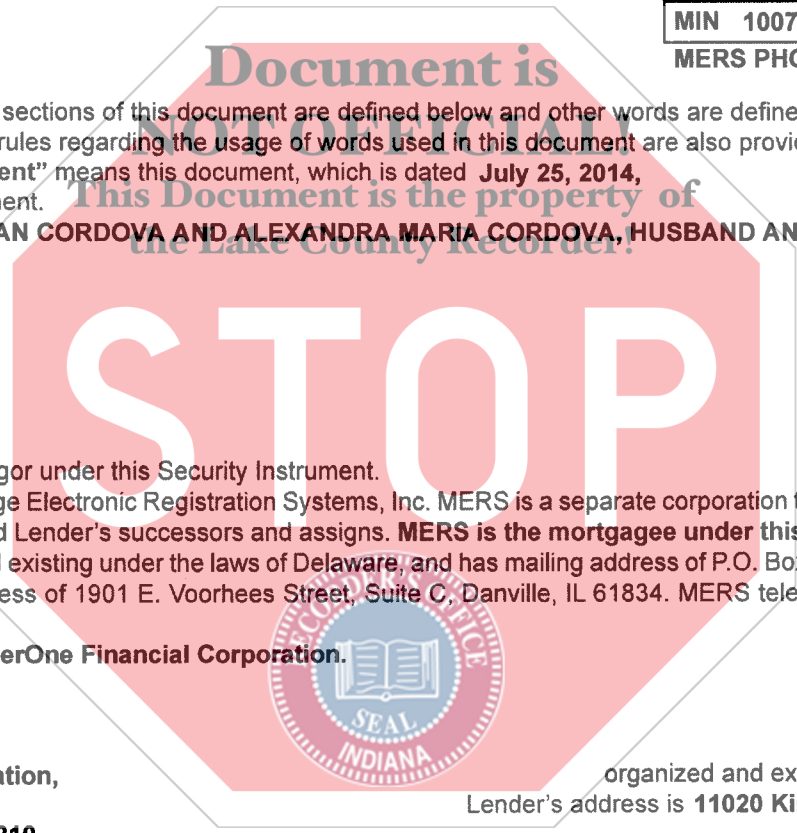 MIN 1007
MERS PHO
Document is
sections of this document are defined below and other words are define
NOT OFFICIAL!
rules regarding the usage of words used in this document are also provi
ent" means this document, which is dated July 25, 2014,
This Document is the property of
ent.
AN CORDOVA AND ALEXANDRA MARIA CORDOVA, HUSBAND AN
the Lake County Recorder!
STOP
gor under this Security Instrument.
ge Electronic Registration Systems, Inc. MERS is a separate corporation
d Lender's successors and assigns. MERS is the mortgagee under this
existing under the laws of Delaware, and has mailing address of P.O. Bo
ess of 1901 E. Voorhees Street, Suite C, Danville, IL 61834. MERS tele
RECORDER'S OFFICE
erOne Financial Corporation.
SEAL
INDIANA
ation,
organized and ex
Lender's address is 11020 Ki